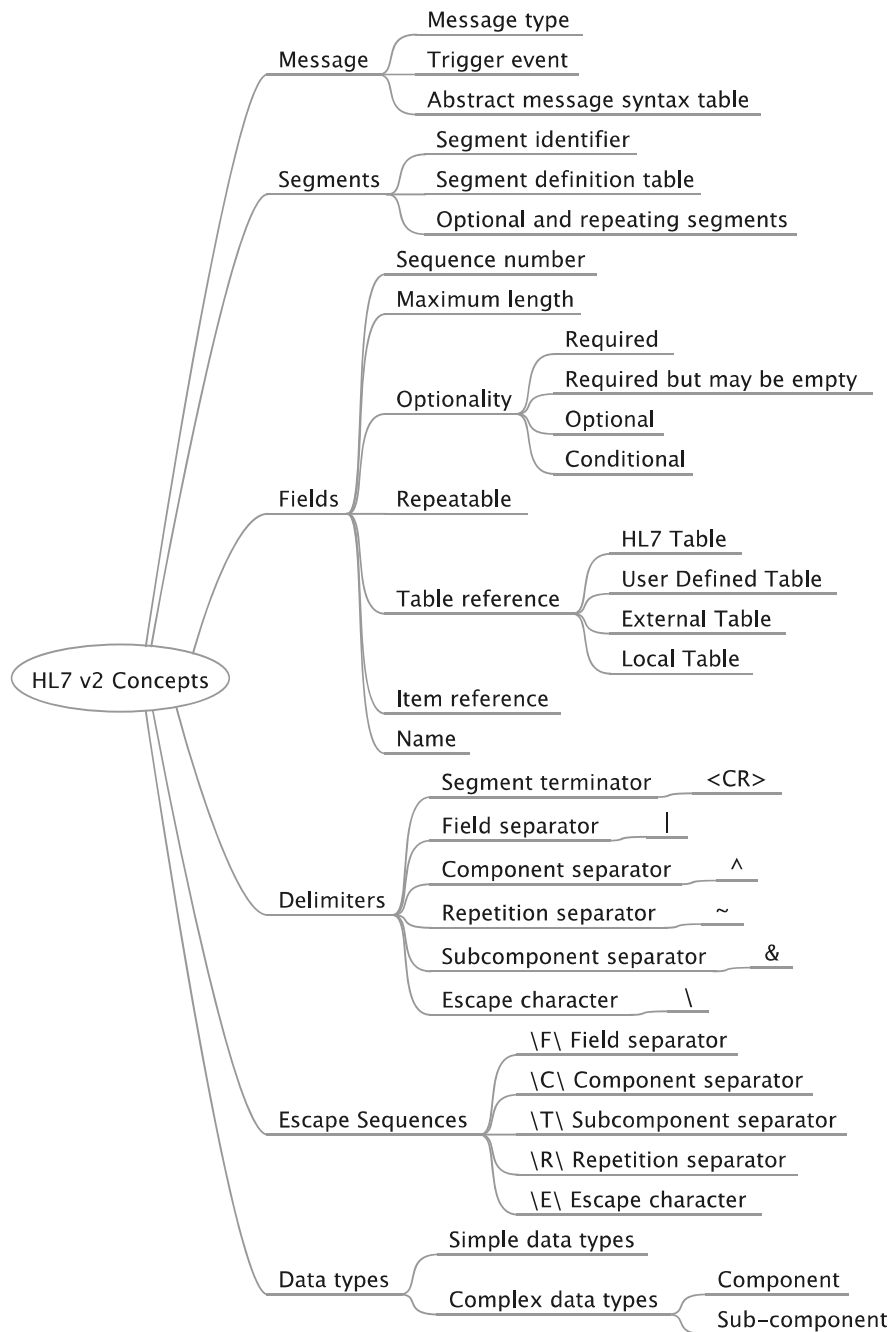 Message type
Message
Trigger event
Abstract message syntax table
Segment identifier
Segments
Segment definition table
Optional and repeating segments
Sequence number
Maximum length
Required
Required but may be empty
Optionality
Optional
Conditional
Fields
Repeatable
HL7 Table
User Defined Table
Table reference
External Table
Local Table
HL7 v2 Concepts
Item reference
Name
Segment terminator <CR>
Field separator |
Component separator ^
Delimiters
Repetition separator ~
Subcomponent separator &
Escape character \
\F\ Field separator
\C\ Component separator
Escape Sequences
\T\ Subcomponent separator
\R\ Repetition separator
\E\ Escape character
Simple data types
Data types
Complex data types
Component
Sub-component